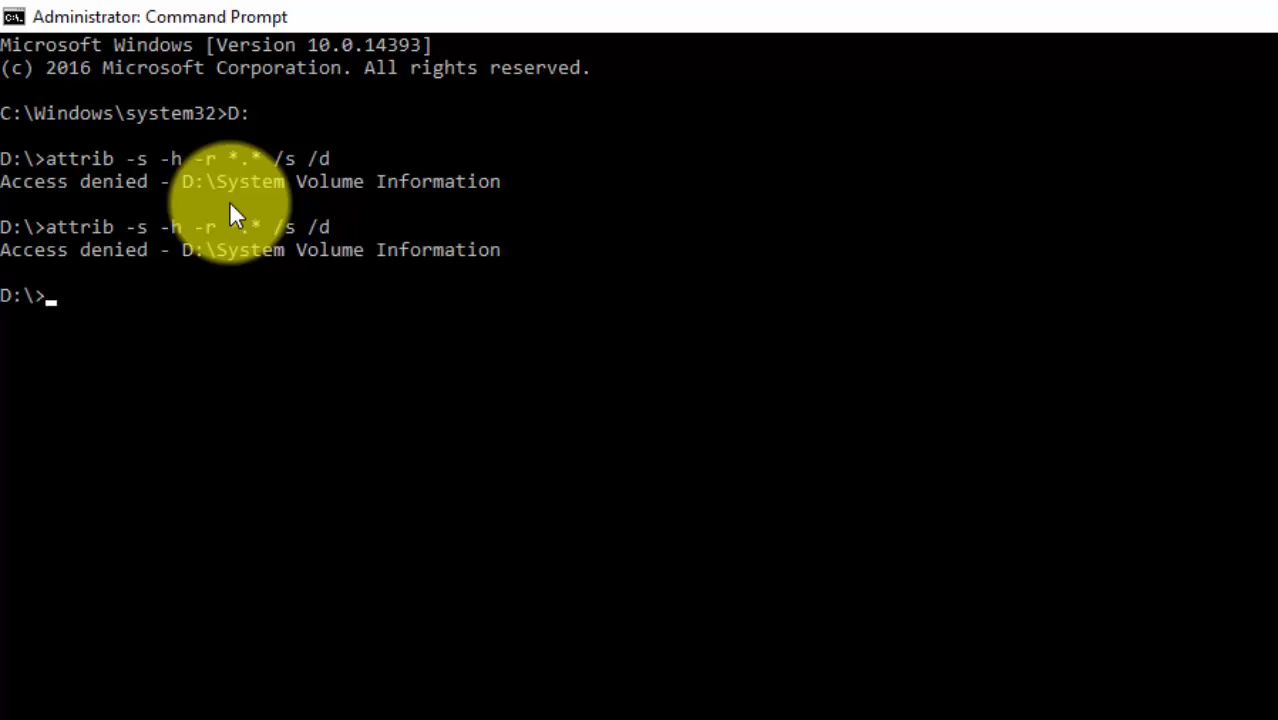 Administrator: Command Prompt
Microsoft Windows [Version 10.0.14393]
(c) 2016 Microsoft Corporation. All rights reserved.
C:\Windows\system32>D:
D:\>attrib -s -h -r *.* /s /d
Access denied - D:\System Volume Information
D:\>attrib -s -h -r *.* /s /d
Access denied - D:\System Volume Information
D:\>